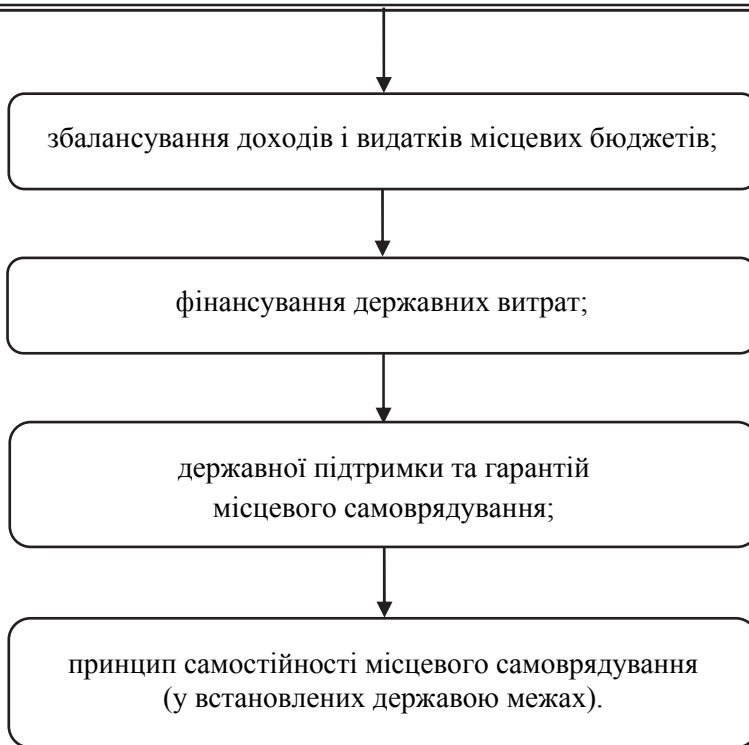 збалансування доходів і видатків місцевих бюджетів;
фінансування державних витрат;
державної підтримки та гарантій
місцевого самоврядування;
принцип самостійності місцевого самоврядування
(у встановлених державою межах).